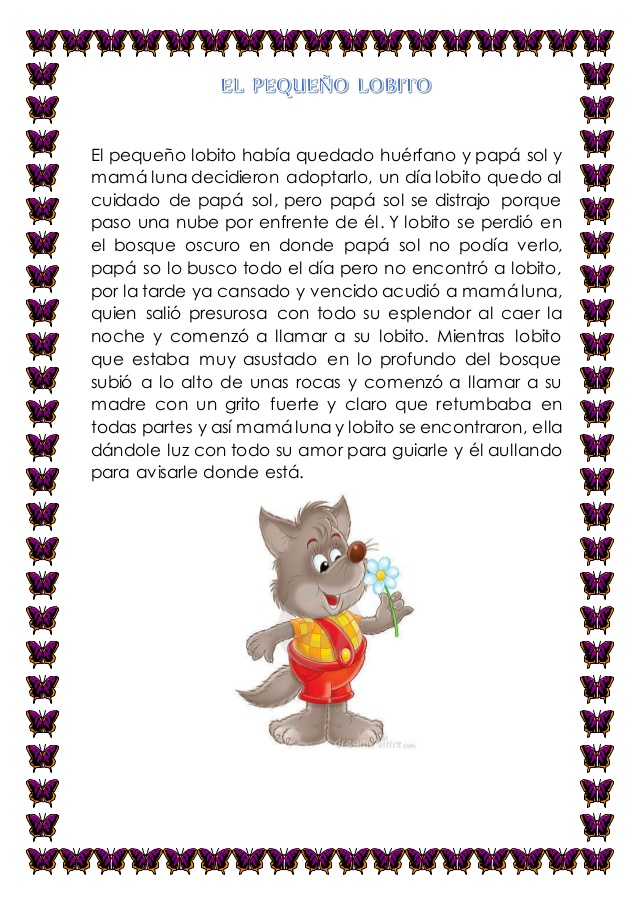 EL PEQUEÑO LOBITO
El pequeño lobito había quedado huérfano y papá sol y
mamá luna decidieron adoptarlo, un día lobito quedo al
cuidado de papá sol, pero papá sol se distrajo porque
paso una nube por enfrente de él. Y lobito se perdió en
el bosque oscuro en donde papá sol no podía verlo,
papá so lo busco todo el día pero no encontró a lobito,
por la tarde ya cansado y vencido acudió a mamá luna,
quien salió presurosa con todo su esplendor al caer la
noche y comenzó a llamar a su lobito. Mientras lobito
que estaba muy asustado en lo profundo del bosque
subió a lo alto de unas rocas y comenzó a llamar a su
madre con un grito fuerte y claro que retumbaba en
todas partes y así mamá luna y lobito se encontraron, ella
dándole luz con todo su amor para guiarle y él aullando
para avisarle donde está.
dreamstime.com